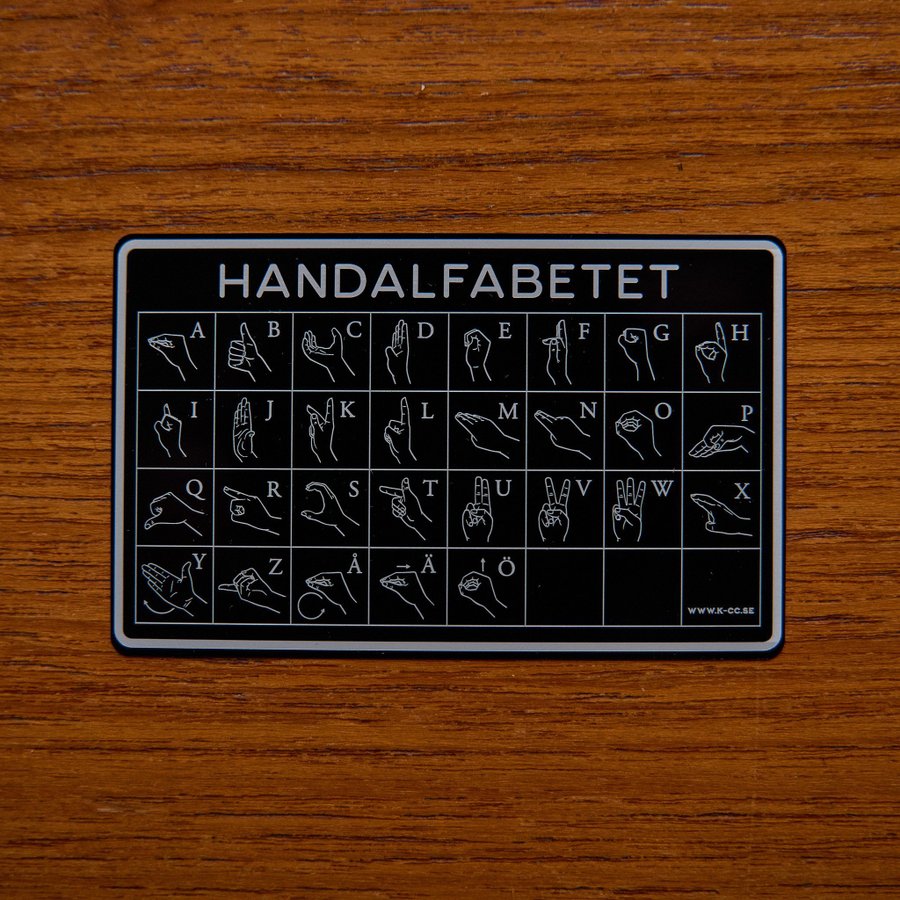 HANDALFABETET
A B C D E F G H
I J K L M N O P
Q R S T U V W X
Y Z Å Ä Ö
WWW.K-CC.SE